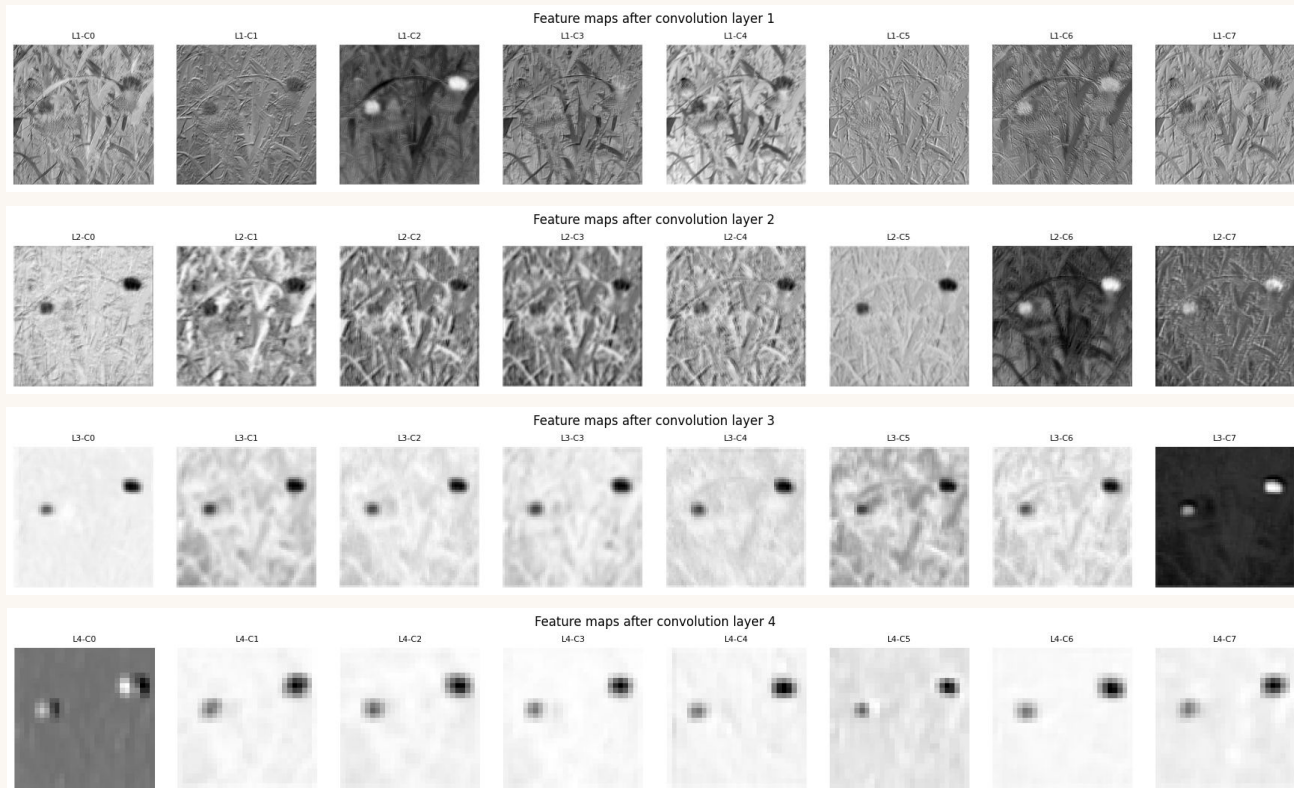 Feature maps after convolution layer 1
L1-C0 L1-C1 L1-C2 L1-C3 L1-C4 L1-C5 L1-C6 L1-C7
Feature maps after convolution layer 2
L2-C0 L2-C1 L2-C2 L2-C3 L2-C4 L2-C5 L2-C6 L2-C7
Feature maps after convolution layer 3
L3-C0 L3-C1 L3-C2 L3-C3 L3-C4 L3-C5 L3-C6 L3-C7
Feature maps after convolution layer 4
L4-C0 L4-C1 L4-C2 L4-C3 L4-C4 L4-C5 L4-C6 L4-C7